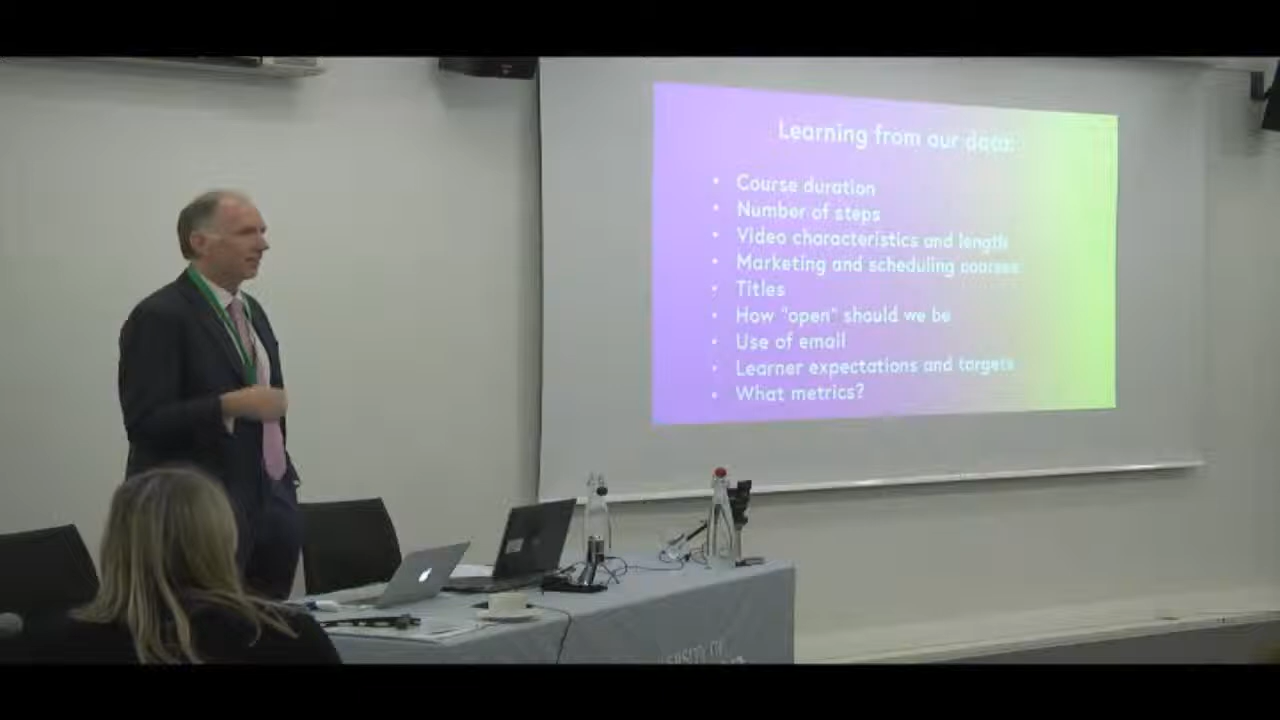 Learning from our data:
• Course duration
• Number of steps
• Video characteristics and length
• Marketing and scheduling courses
• Titles
• How "open" should we be
• Use of email
• Learner expectations and targets
• What metrics?